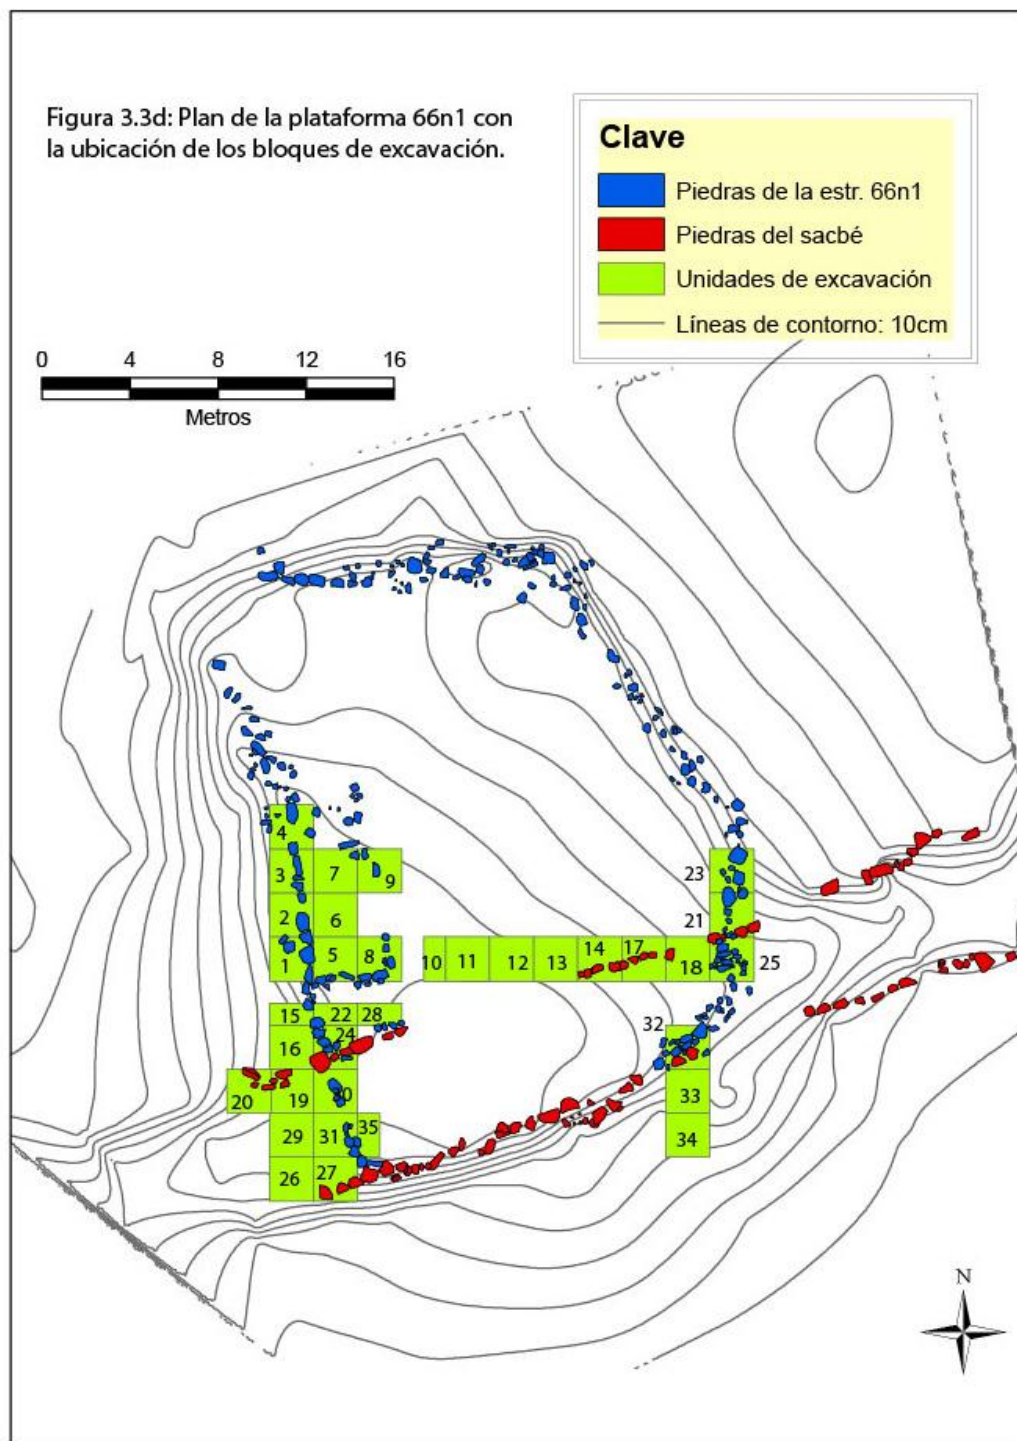 Figura 3.3d: Plan de la plataforma 66n1 con
la ubicación de los bloques de excavación.
Clave
Piedras de la estr. 66n1
Piedras del sacbé
Unidades de excavación
Líneas de contorno: 10cm
0 4 8 12 16
Metros
4
3 7 9 23
2 6 21
1 5 8 10 11 12 13 14 17 18 25
15 22 28
16 24 32
20 19 30 33
29 31 35 34
26 27
N